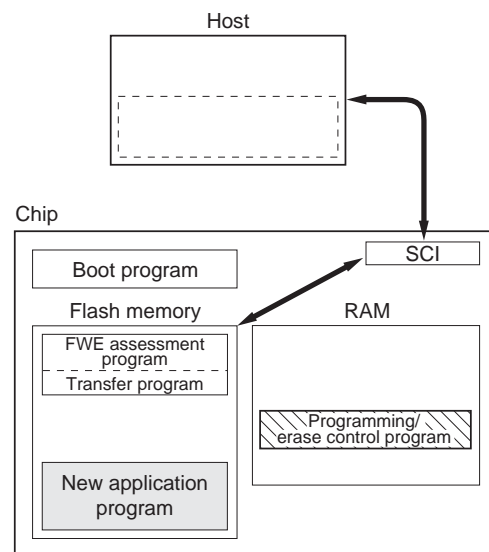 Host
Chip
SCI
Boot program
Flash memory
FWE assessment
program
Transfer program
New application
program
RAM
Programming/
erase control program